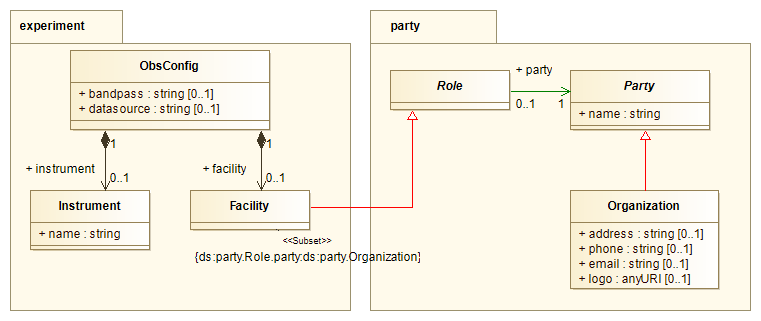 experiment
party
ObsConfig
+ bandpass : string [0..1]
+ datasource : string [0..1]
1
1
+ instrument
+ facility
0..1
0..1
Instrument
+ name : string
Facility
<<Subset>>
{ds:party.Role.party:ds:party.Organization}
Role
+ party
0..1
1
Party
+ name : string
Organization
+ address : string [0..1]
+ phone : string [0..1]
+ email : string [0..1]
+ logo : anyURI [0..1]